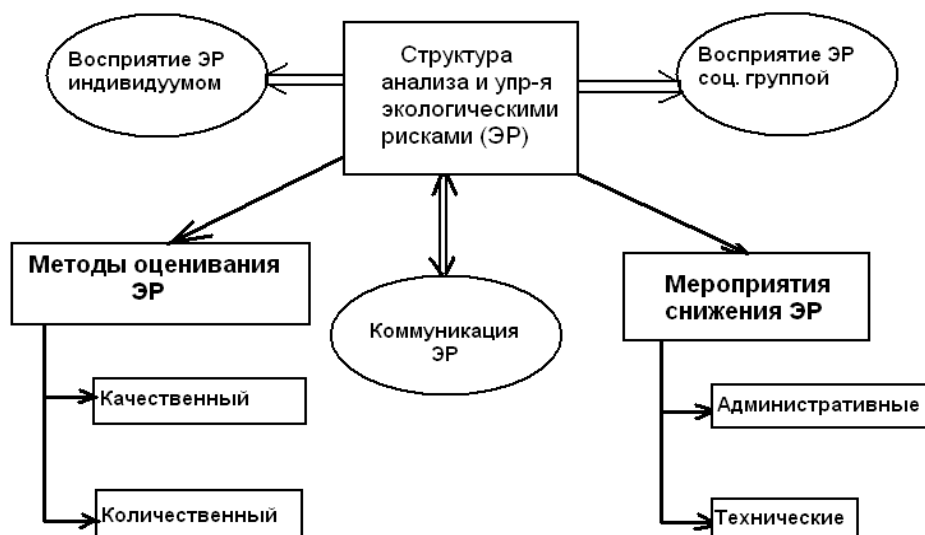 Восприятие ЭР
индивидуумом
Структура
анализа и упр-я
экологическими
рисками (ЭР)
Восприятие ЭР
соц. группой
Методы оценивания
ЭР
Коммуникация
ЭР
Мероприятия
снижения ЭР
Качественный
Количественный
Административные
Технические